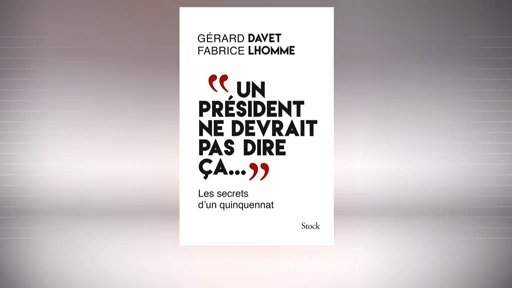 GÉRARD DAVET
FABRICE LHOMME
“ UN
PRÉSIDENT
NE DEVRAIT
PAS DIRE
ÇA... ”
Les secrets
d'un quinquennat
Stock